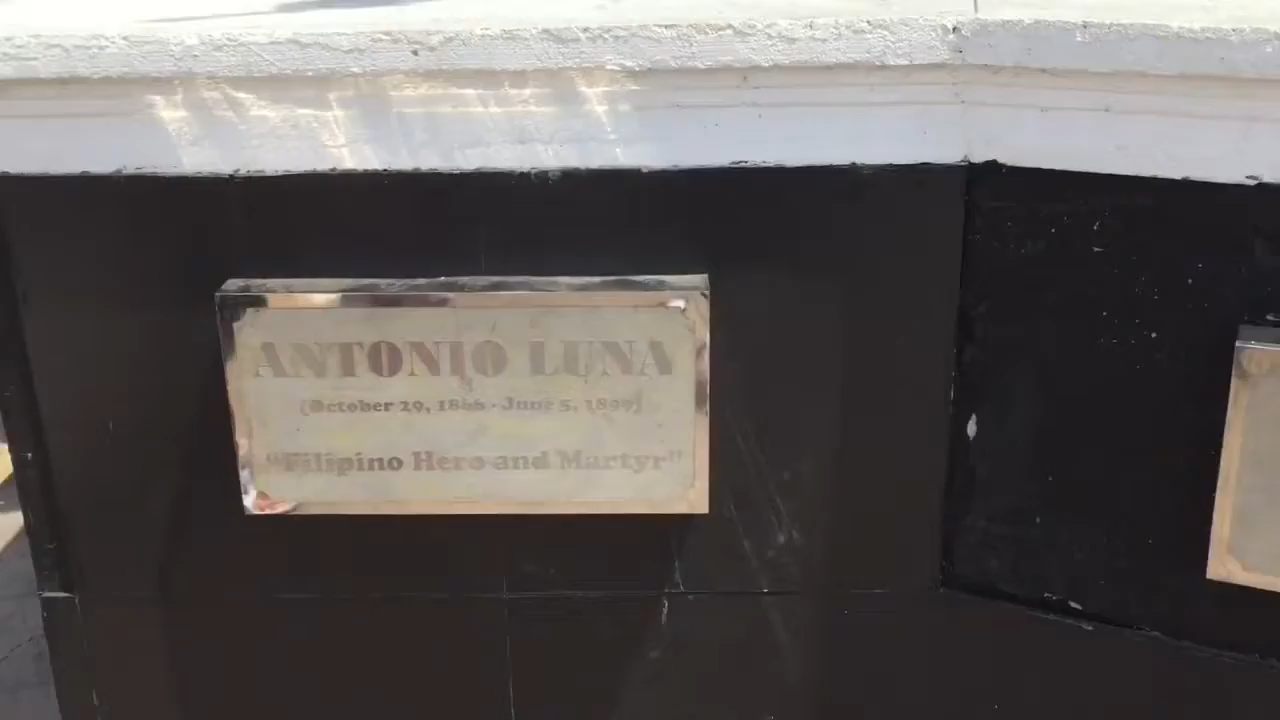 ANTONIO LUNA
(October 29, 1866 - June 5, 1899)
"Filipino Hero and Martyr"